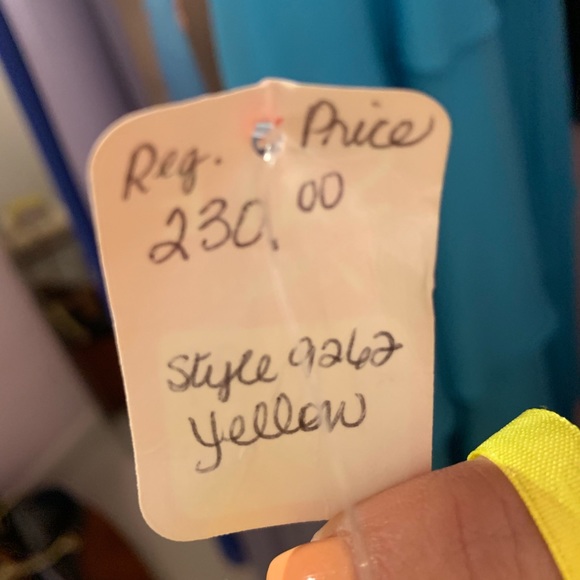 Reg. Price
230.00
Style 9262
Yellow